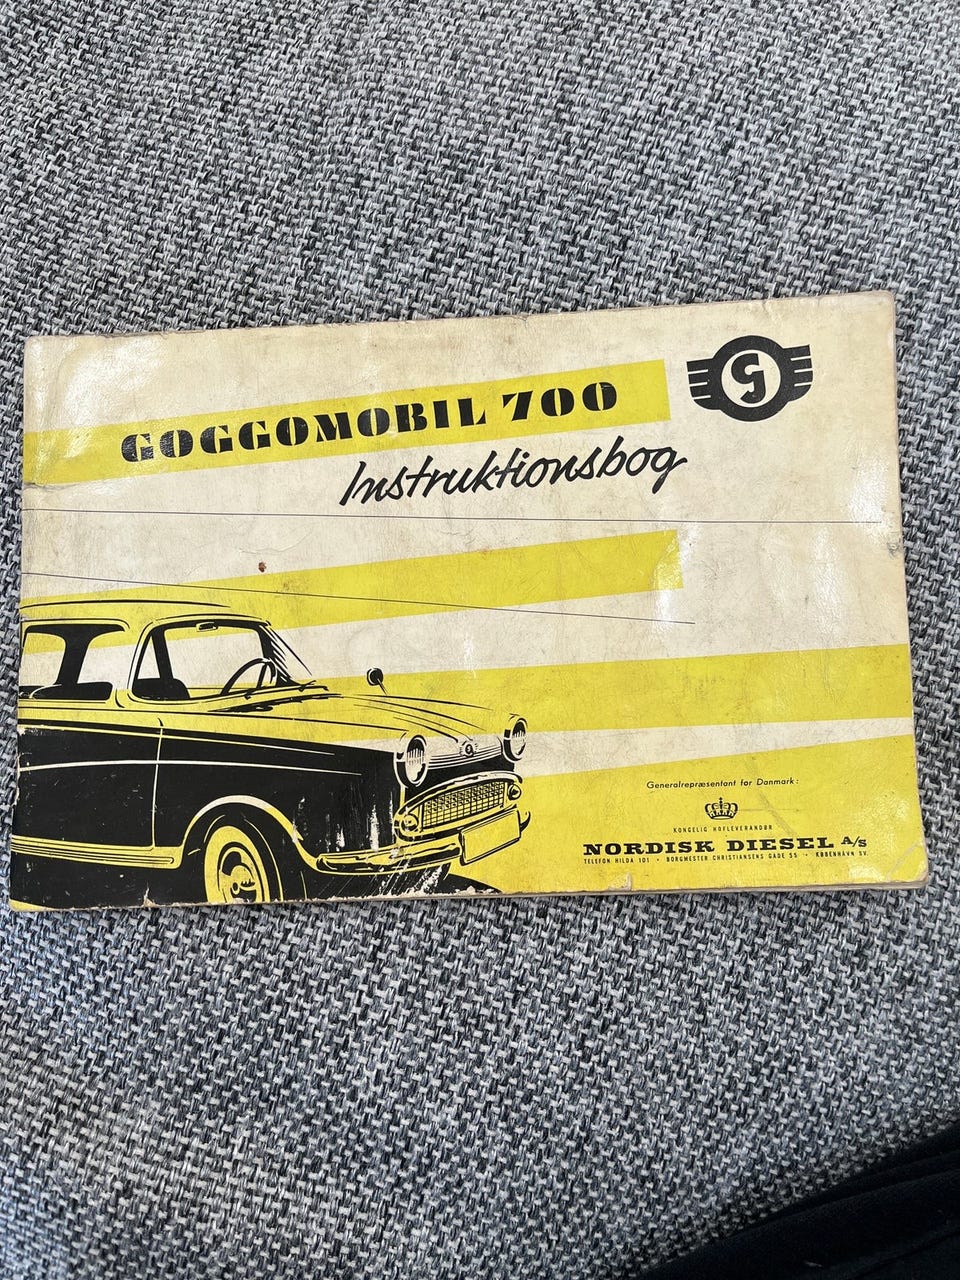 GOGGOMOBIL 700
G
Instruktionsbog
Generalrepræsentant for Danmark:
KONGELIG HOFLEVERANDØR
NORDISK DIESEL A/S
TELEFON HILDA 101 • BORGMESTER CHRISTIANSENS GADE 55 • KØBENHAVN SV.